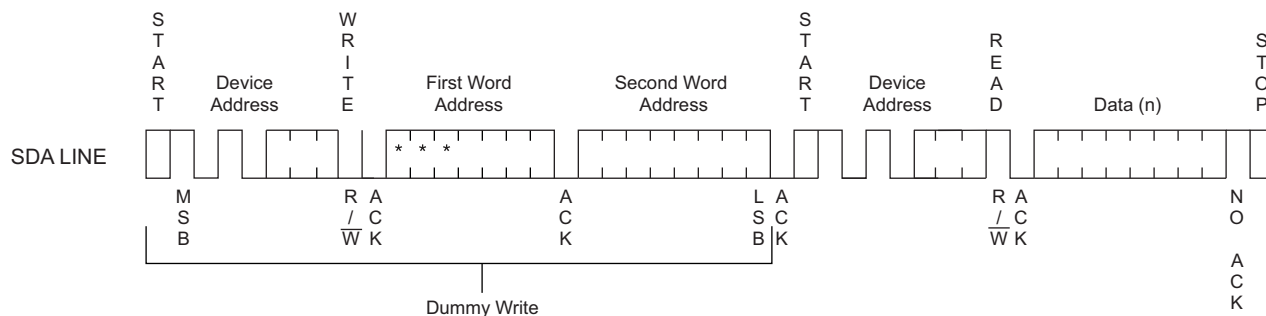 START
WRITE
START
READ
STOP
Device
Address
First Word
Address
Second Word
Address
Device
Address
Data (n)
SDA LINE
* * *
MSB
R/W
ACK
ACK
LSB
ACK
R/W
ACK
NO ACK
Dummy Write